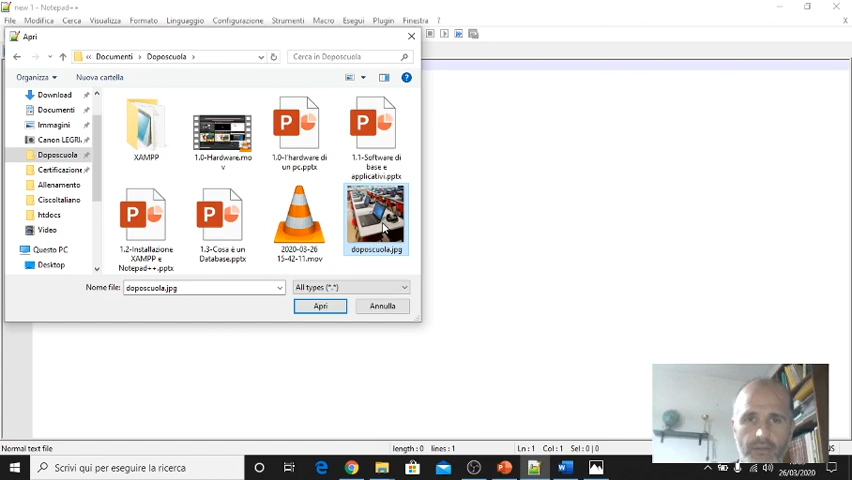 new 1 - Notepad++
File Modifica Cerca Visualizza Formato Linguaggio Configurazione Strumenti Macro Esegui Plugin Finestra ?
Apri
« Documenti › Doposcuola ›
Cerca in Doposcuola
Organizza Nuova cartella
Download
Documenti
Immagini
Canon LEGRI
Doposcuola
Certificazione
Allenamento
Ciscoltaliano
htdocs
Video
Questo PC
Desktop
XAMPP
1.0-Hardware.mo
v
1.0-l'hardware di
un pc.pptx
1.1-Software di
base e
applicativi.pptx
1.2-Installazione
XAMPP e
Notepad++.pptx
1.3-Cosa è un
Database.pptx
2020-03-26
15-42-11.mov
doposcuola.jpg
Nome file: doposcuola.jpg
All types (*.*)
Apri Annulla
Normal text file length : 0 lines : 1 Ln : 1 Col : 1 Sel : 0 | 0 NS
Scrivi qui per eseguire la ricerca
26/03/2020